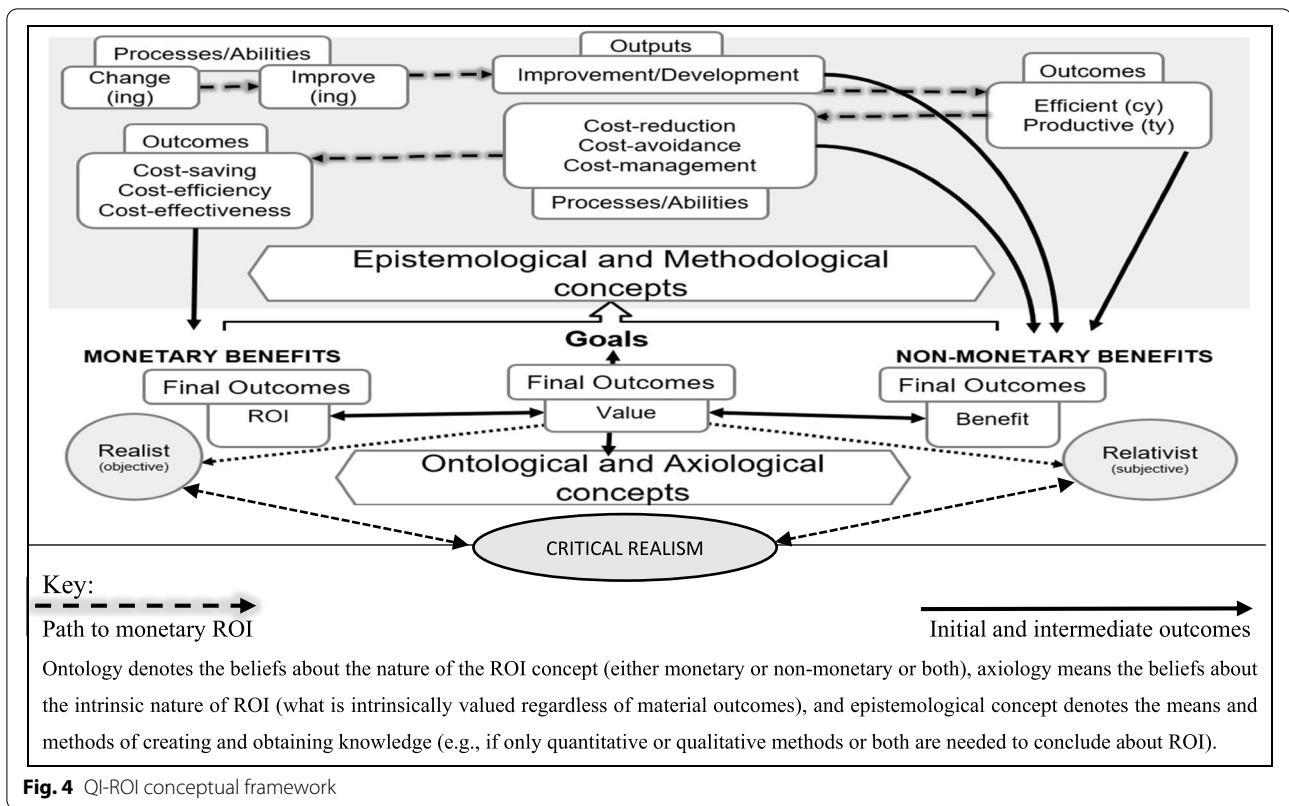 Processes/Abilities
Change
(ing)
Improve
(ing)
Outputs
Improvement/Development
Outcomes
Efficient (cy)
Productive (ty)
Cost-reduction
Cost-avoidance
Cost-management
Processes/Abilities
Outcomes
Cost-saving
Cost-efficiency
Cost-effectiveness
Epistemological and Methodological
concepts
Goals
MONETARY BENEFITS
NON-MONETARY BENEFITS
Final Outcomes
ROI
Final Outcomes
Value
Final Outcomes
Benefit
Realist
(objective)
Relativist
(subjective)
Ontological and Axiological
concepts
CRITICAL REALISM
Key:
Path to monetary ROI
Initial and intermediate outcomes
Ontology denotes the beliefs about the nature of the ROI concept (either monetary or non-monetary or both), axiology means the beliefs about
the intrinsic nature of ROI (what is intrinsically valued regardless of material outcomes), and epistemological concept denotes the means and
methods of creating and obtaining knowledge (e.g., if only quantitative or qualitative methods or both are needed to conclude about ROI).
Fig. 4 QI-ROI conceptual framework